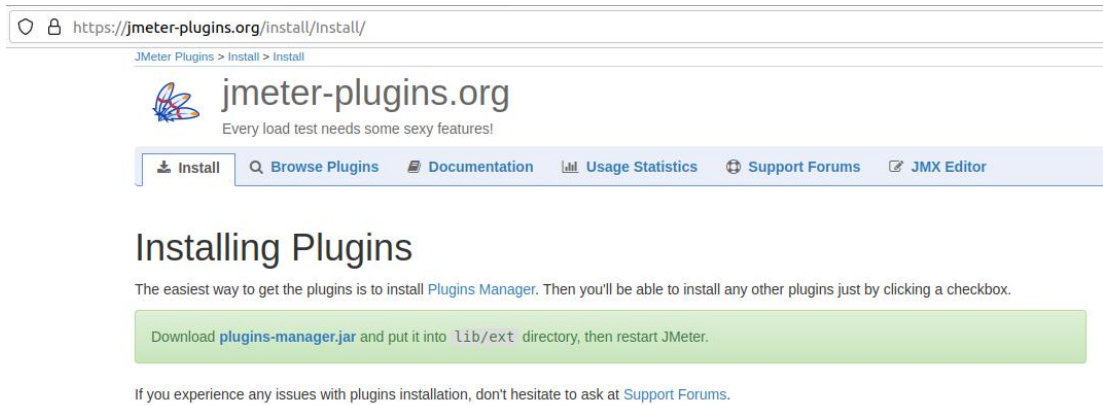 https://jmeter-plugins.org/install/Install/
JMeter Plugins > Install > Install
jmeter-plugins.org
Every load test needs some sexy features!
Install Browse Plugins Documentation Usage Statistics Support Forums JMX Editor
Installing Plugins
The easiest way to get the plugins is to install Plugins Manager. Then you'll be able to install any other plugins just by clicking a checkbox.
Download plugins-manager.jar and put it into lib/ext directory, then restart JMeter.
If you experience any issues with plugins installation, don't hesitate to ask at Support Forums.